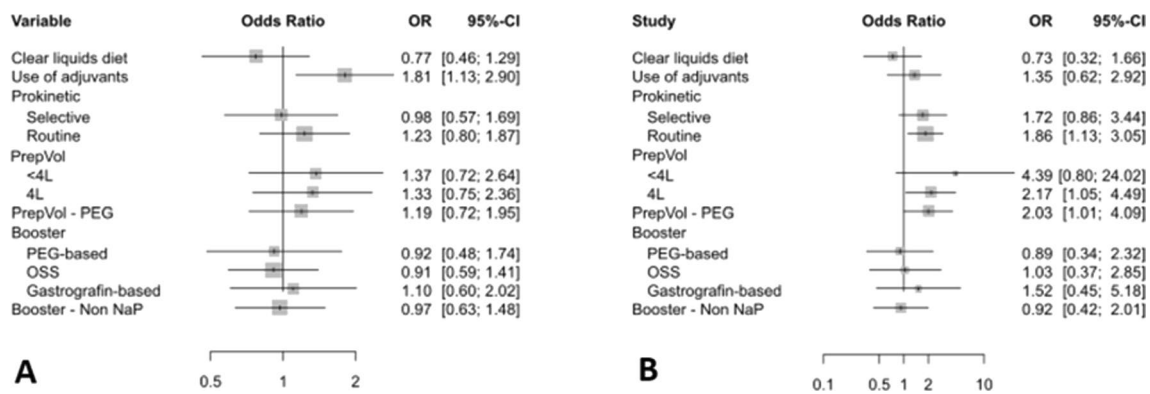 Variable Odds Ratio OR 95%-CI
Clear liquids diet 0.77 [0.46; 1.29]
Use of adjuvants 1.81 [1.13; 2.90]
Prokinetic
Selective 0.98 [0.57; 1.69]
Routine 1.23 [0.80; 1.87]
PrepVol
<4L 1.37 [0.72; 2.64]
4L 1.33 [0.75; 2.36]
PrepVol - PEG 1.19 [0.72; 1.95]
Booster
PEG-based 0.92 [0.48; 1.74]
OSS 0.91 [0.59; 1.41]
Gastrografin-based 1.10 [0.60; 2.02]
Booster - Non NaP 0.97 [0.63; 1.48]
A
0.5 1 2
Study Odds Ratio OR 95%-CI
Clear liquids diet 0.73 [0.32; 1.66]
Use of adjuvants 1.35 [0.62; 2.92]
Prokinetic
Selective 1.72 [0.86; 3.44]
Routine 1.86 [1.13; 3.05]
PrepVol
<4L 4.39 [0.80; 24.02]
4L 2.17 [1.05; 4.49]
PrepVol - PEG 2.03 [1.01; 4.09]
Booster
PEG-based 0.89 [0.34; 2.32]
OSS 1.03 [0.37; 2.85]
Gastrografin-based 1.52 [0.45; 5.18]
Booster - Non NaP 0.92 [0.42; 2.01]
B
0.1 0.5 1 2 10